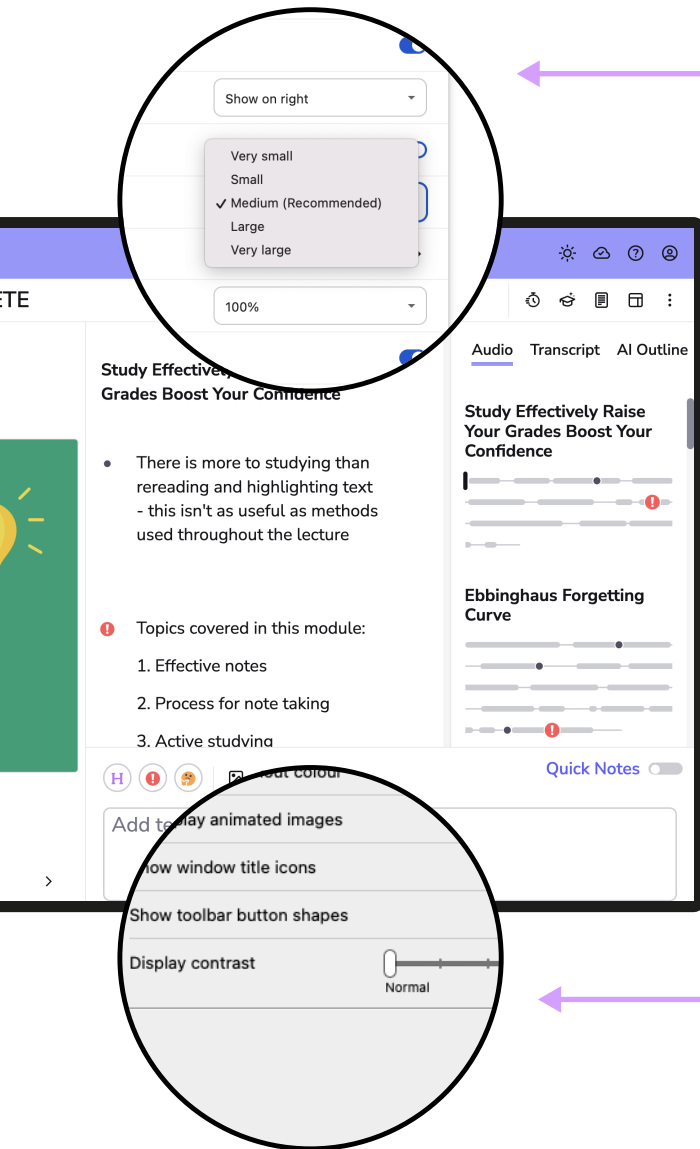 Show on right
Very small
Small
Medium (Recommended)
Large
Very large
100%
ETE
Study Effectively
Grades Boost Your Confidence
There is more to studying than
rereading and highlighting text
- this isn't as useful as methods
used throughout the lecture
Topics covered in this module:
1. Effective notes
2. Process for note taking
3. Active studying
Audio Transcript AI Outline
Study Effectively Raise
Your Grades Boost Your
Confidence
Ebbinghaus Forgetting
Curve
H
Quick Notes
Add te
colour
lay animated images
how window title icons
Show toolbar button shapes
Display contrast
Normal